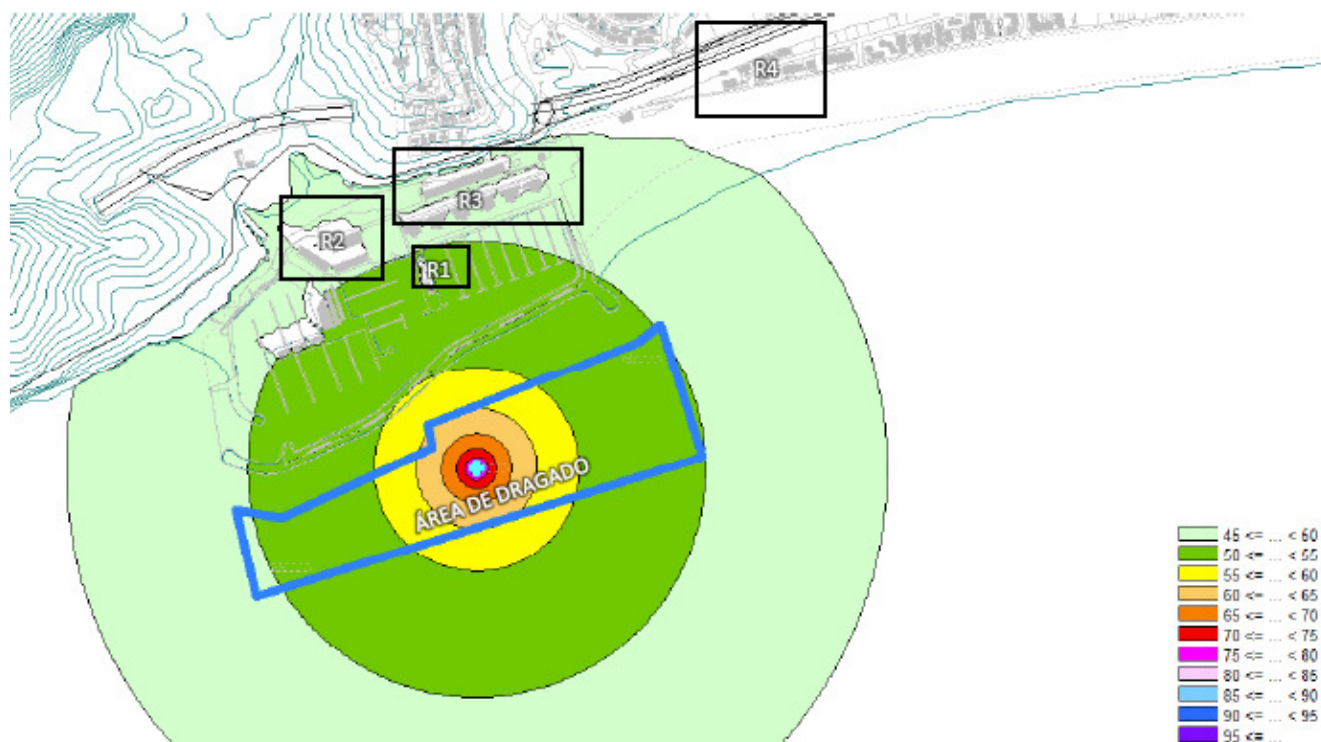 R4
R3
R2
R1
ÁREA DE DRAGADO
45 <= ... < 60
50 <= ... < 55
55 <= ... < 60
60 <= ... < 65
65 <= ... < 70
70 <= ... < 75
75 <= ... < 80
80 <= ... < 85
85 <= ... < 90
90 <= ... < 95
95 <= ...